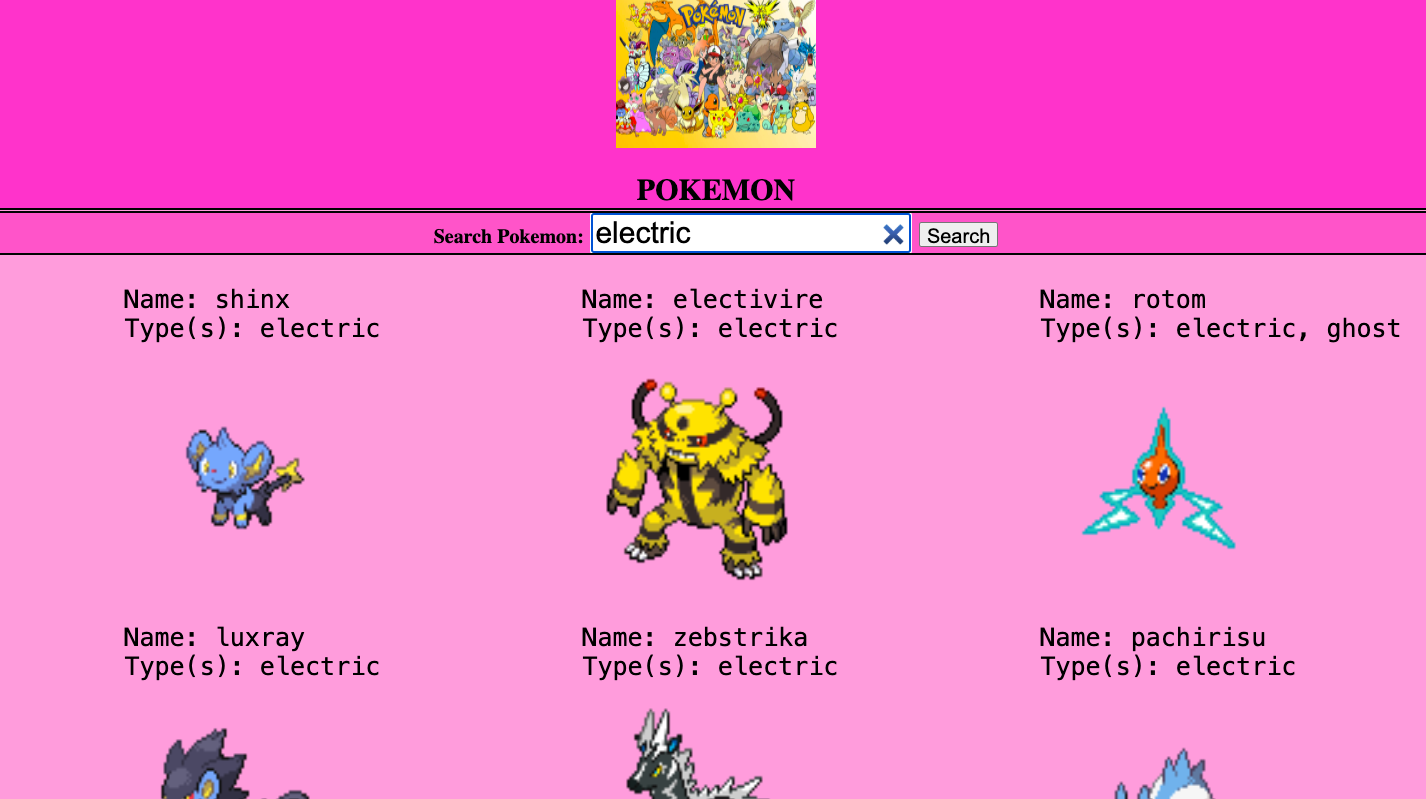 Pokémon
POKEMON
Search Pokemon: electric Search
Name: shinx
Type(s): electric
Name: electivire
Type(s): electric
Name: rotom
Type(s): electric, ghost
Name: luxray
Type(s): electric
Name: zebstrika
Type(s): electric
Name: pachirisu
Type(s): electric